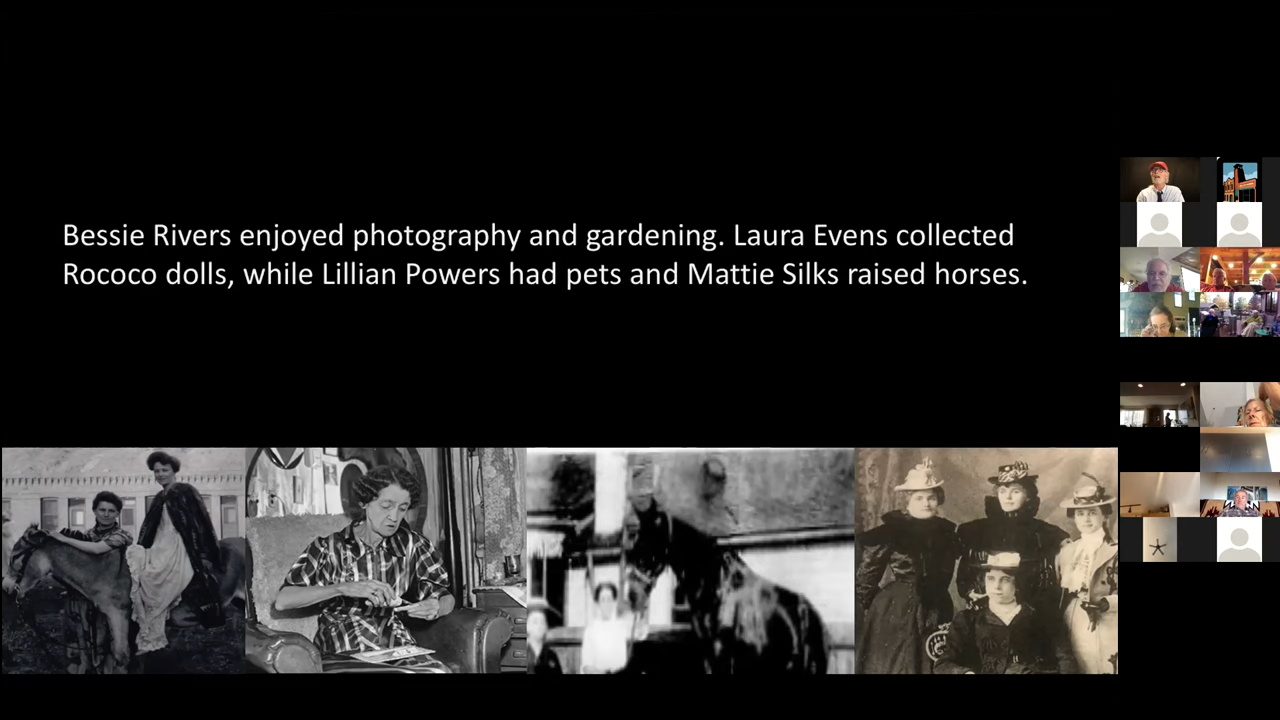 Bessie Rivers enjoyed photography and gardening. Laura Evens collected
Rococo dolls, while Lillian Powers had pets and Mattie Silks raised horses.